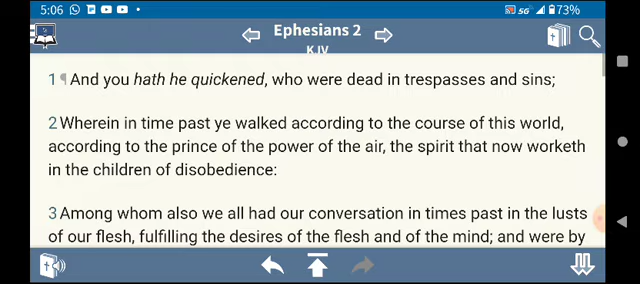 5:06 5G 73%
Ephesians 2
KJV
1 ¶ And you hath he quickened, who were dead in trespasses and sins;
2 Wherein in time past ye walked according to the course of this world,
according to the prince of the power of the air, the spirit that now worketh
in the children of disobedience:
3 Among whom also we all had our conversation in times past in the lusts
of our flesh, fulfilling the desires of the flesh and of the mind; and were by